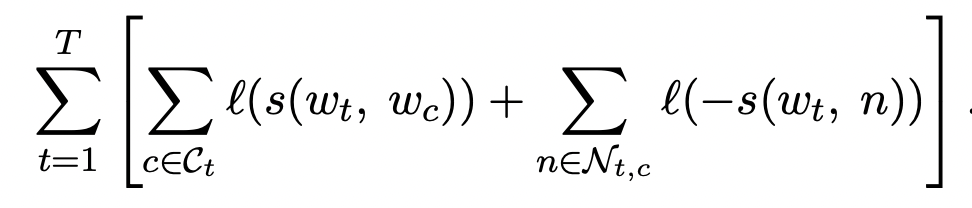 \sum_{t=1}^{T} \left[ \sum_{c \in \mathcal{C}_t} \ell(s(w_t, w_c)) + \sum_{n \in \mathcal{N}_{t,c}} \ell(-s(w_t, n)) \right].